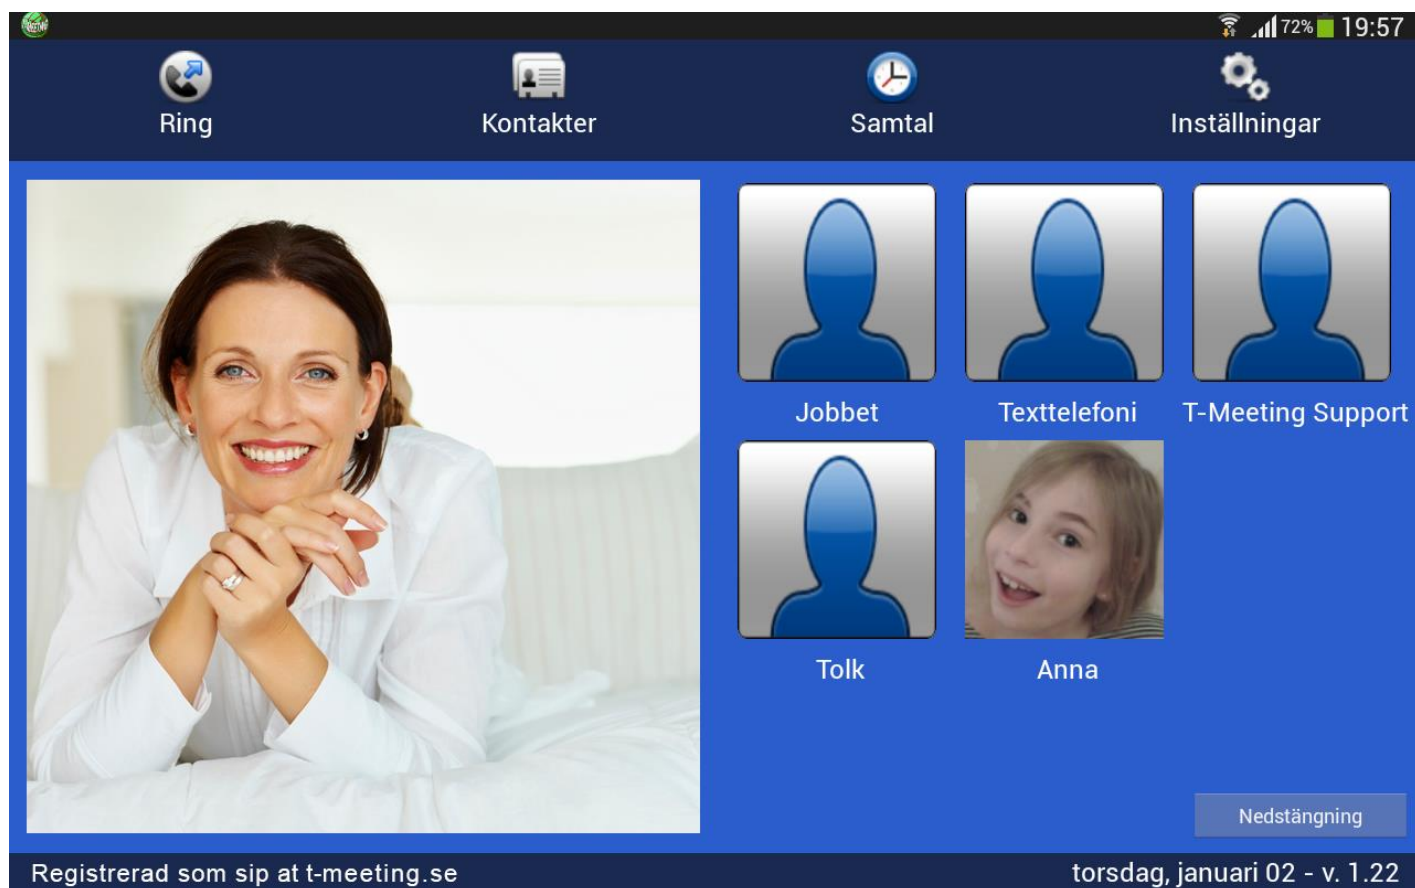 72% 19:57
Ring Kontakter Samtal Inställningar
Jobbet Texttelefoni T-Meeting Support
Tolk Anna
Nedstängning
Registrerad som sip at t-meeting.se torsdag, januari 02 - v. 1.22